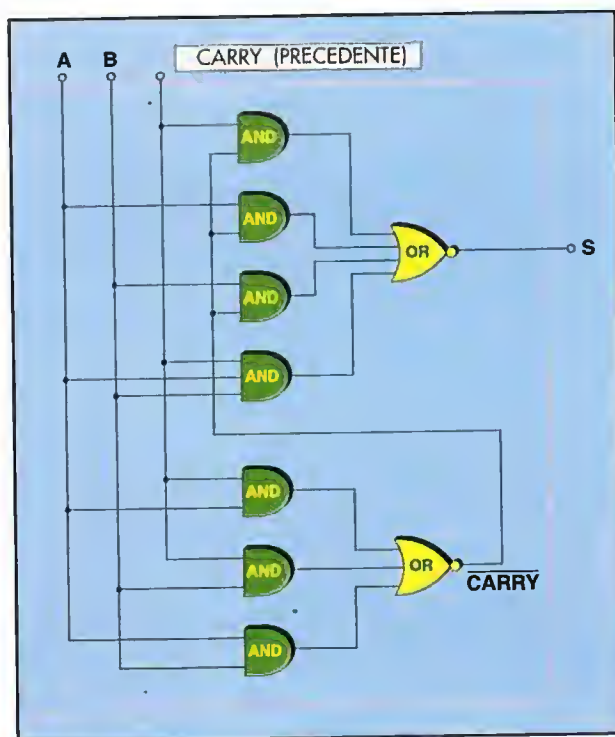 A B CARRY (PRECEDENTE)
AND
AND
OR
S
AND
AND
AND
OR
CARRY
AND
AND